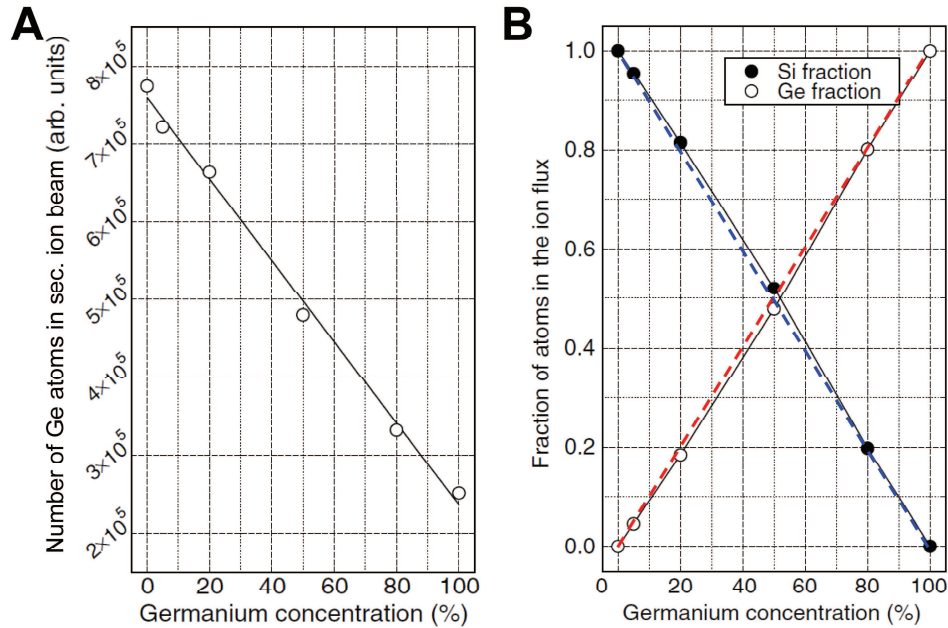 A
Number of Ge atoms in sec. ion beam (arb. units)
8×10⁵
7×10⁵
6×10⁵
5×10⁵
4×10⁵
3×10⁵
2×10⁵
0 20 40 60 80 100
Germanium concentration (%)
B
Fraction of atoms in the ion flux
1.0
0.8
0.6
0.4
0.2
0.0
Si fraction
Ge fraction
0 20 40 60 80 100
Germanium concentration (%)